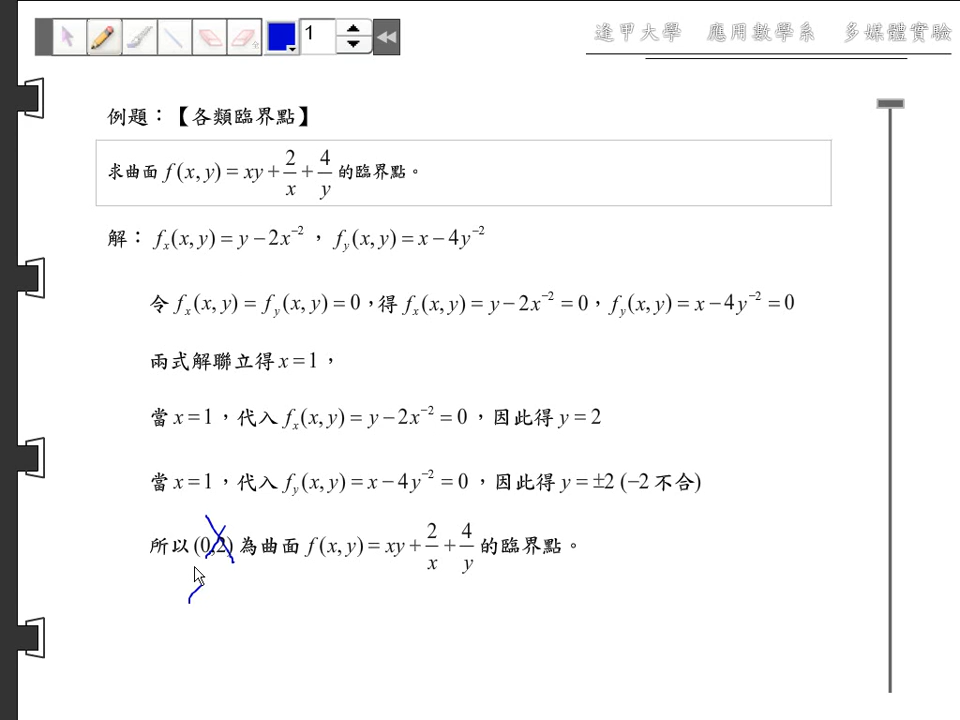 1
逢甲大學 應用數學系 多媒體實驗
全
例題：【各類臨界點】
求曲面 f(x, y) = xy + 2/x + 4/y 的臨界點。
解： fₓ(x, y) = y − 2x⁻²， f_y(x, y) = x − 4y⁻²
令 fₓ(x, y) = f_y(x, y) = 0，得 fₓ(x, y) = y − 2x⁻² = 0， f_y(x, y) = x − 4y⁻² = 0
兩式解聯立得 x = 1，
當 x = 1，代入 fₓ(x, y) = y − 2x⁻² = 0，因此得 y = 2
當 x = 1，代入 f_y(x, y) = x − 4y⁻² = 0，因此得 y = ±2 (−2 不合)
所以 (0,2) 為曲面 f(x, y) = xy + 2/x + 4/y 的臨界點。